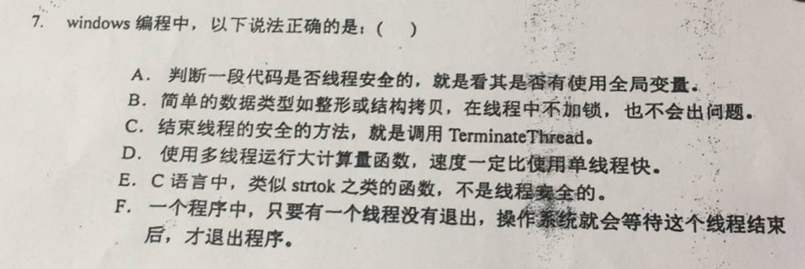 7. windows 编程中，以下说法正确的是：( )
A. 判断一段代码是否线程安全的，就是看其是否有使用全局变量。
B. 简单的数据类型如整形或结构拷贝，在线程中不加锁，也不会出问题。
C. 结束线程的安全的方法，就是调用 TerminateThread。
D. 使用多线程运行大计算量函数，速度一定比使用单线程快。
E. C 语言中，类似 strtok 之类的函数，不是线程安全的。
F. 一个程序中，只要有一个线程没有退出，操作系统就会等待这个线程结束
后，才退出程序。